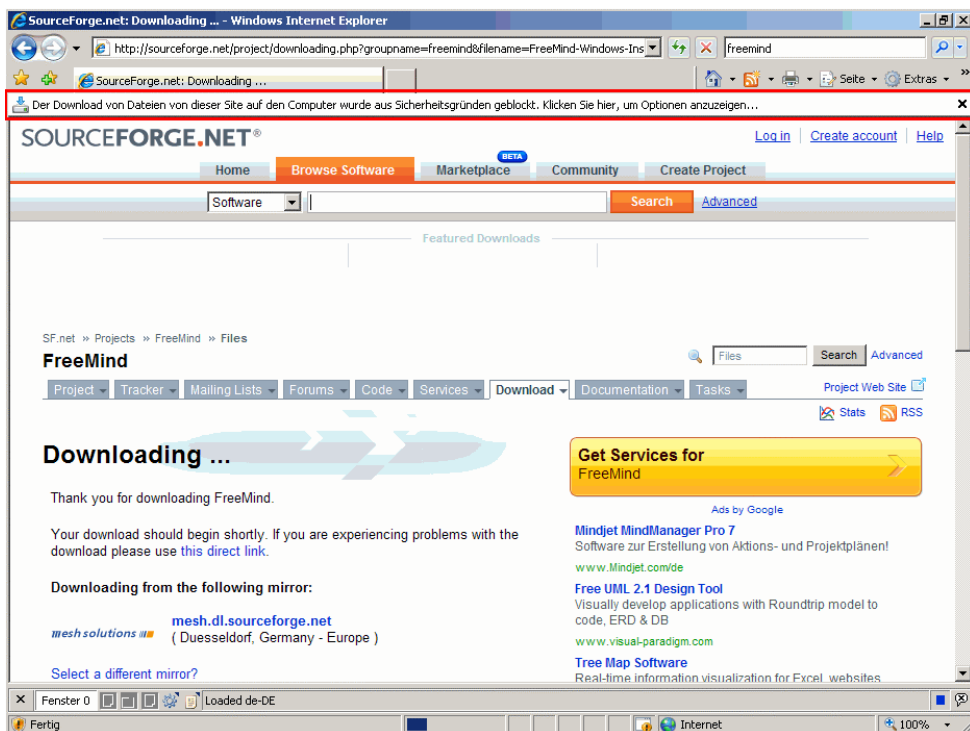 SourceForge.net: Downloading ... - Windows Internet Explorer
http://sourceforge.net/project/downloading.php?groupname=freemind&filename=FreeMind-Windows-Ins
freemind
SourceForge.net: Downloading ...
Seite
Extras
Der Download von Dateien von dieser Site auf den Computer wurde aus Sicherheitsgründen geblockt. Klicken Sie hier, um Optionen anzuzeigen...
SOURCEFORGE.NET®
Log in
Create account
Help
BETA
Home
Browse Software
Marketplace
Community
Create Project
Software
Search
Advanced
Featured Downloads
SF.net » Projects » FreeMind » Files
FreeMind
Files
Search
Advanced
Project
Tracker
Mailing Lists
Forums
Code
Services
Download
Documentation
Tasks
Project Web Site
Stats
RSS
Downloading ...
Thank you for downloading FreeMind.
Your download should begin shortly. If you are experiencing problems with the
download please use this direct link.
Downloading from the following mirror:
mesh solutions
mesh.dl.sourceforge.net
( Duesseldorf, Germany - Europe )
Select a different mirror?
Get Services for
FreeMind
Ads by Google
Mindjet MindManager Pro 7
Software zur Erstellung von Aktions- und Projektplänen!
www.Mindjet.com/de
Free UML 2.1 Design Tool
Visually develop applications with Roundtrip model to
code, ERD & DB
www.visual-paradigm.com
Tree Map Software
Real-time information visualization for Excel, websites
Fenster 0
Loaded de-DE
Fertig
Internet
100%